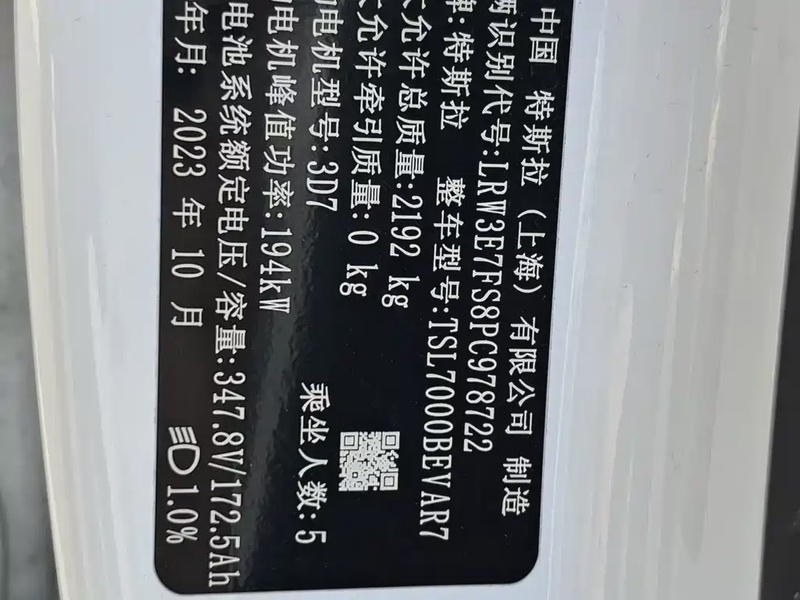 中国 特斯拉（上海）有限公司 制造
辆识别代号:LRW3E7FS8PC978722
牌:特斯拉 整车型号:TSL7000BEVAR7
大允许总质量:2192 kg
大允许牵引质量: 0 kg
动电机型号:3D7 乘坐人数:5
动电机峰值功率:194kW
电池系统额定电压/容量:347.8V/172.5Ah
年月: 2023 年 10 月 1.0%